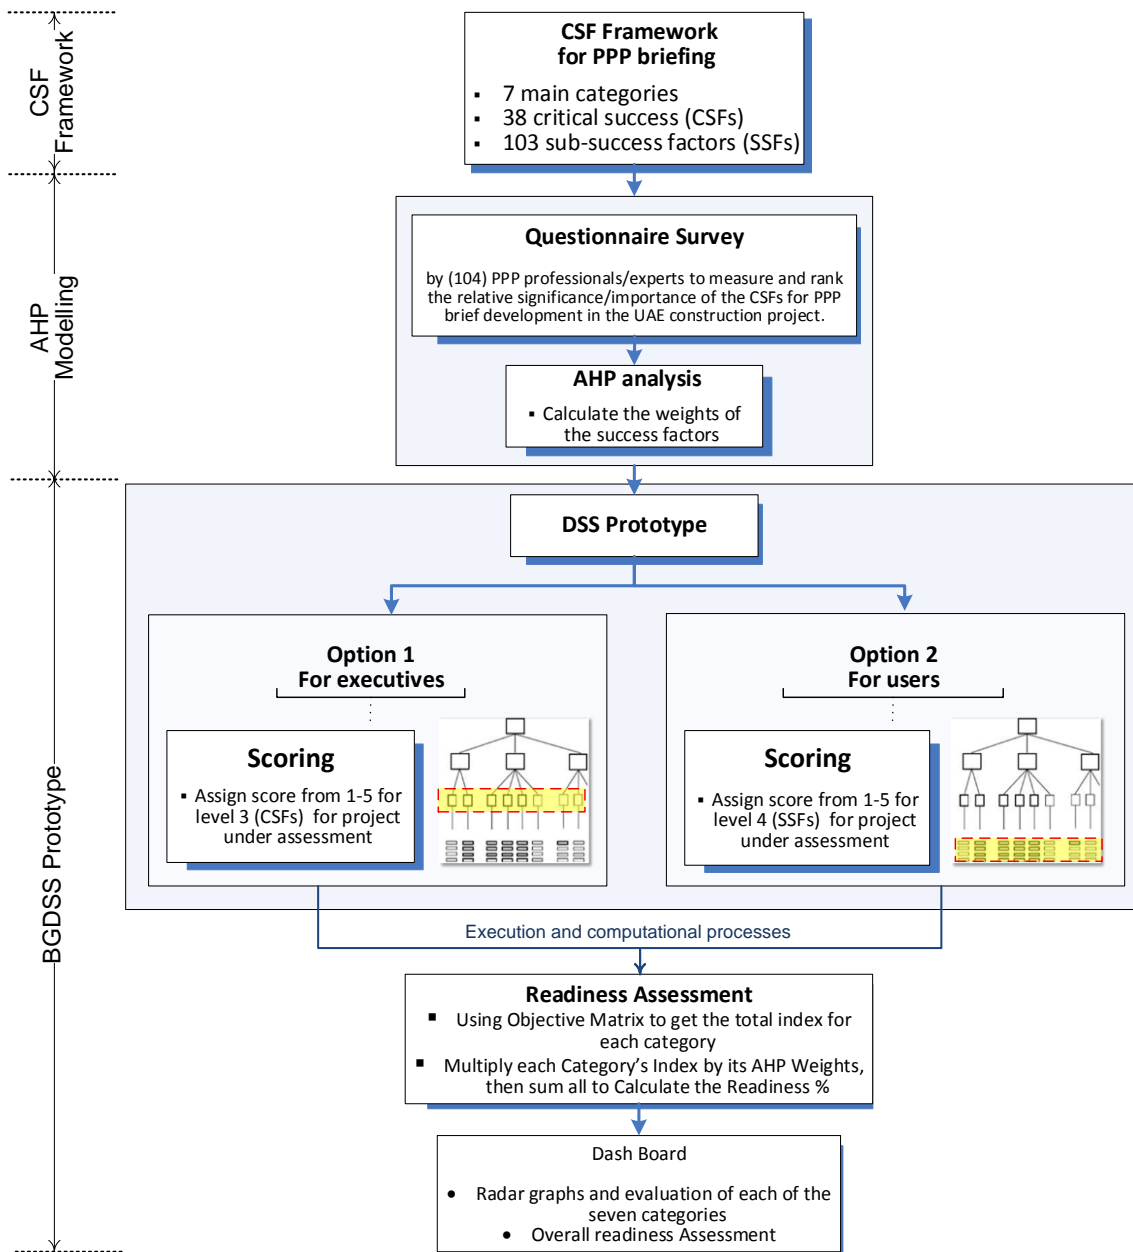 CSF
Framework
CSF Framework
for PPP briefing
▪ 7 main categories
▪ 38 critical success (CSFs)
▪ 103 sub-success factors (SSFs)
AHP
Modelling
Questionnaire Survey
by (104) PPP professionals/experts to measure and rank
the relative significance/importance of the CSFs for PPP
brief development in the UAE construction project.
AHP analysis
▪ Calculate the weights of
the success factors
BGDSS Prototype
DSS Prototype
Option 1
For executives
Scoring
▪ Assign score from 1-5 for
level 3 (CSFs) for project
under assessment
Option 2
For users
Scoring
▪ Assign score from 1-5 for
level 4 (SSFs) for project
under assessment
Execution and computational processes
Readiness Assessment
▪ Using Objective Matrix to get the total index for
each category
▪ Multiply each Category’s Index by its AHP Weights,
then sum all to Calculate the Readiness %
Dash Board
• Radar graphs and evaluation of each of the
seven categories
• Overall readiness Assessment